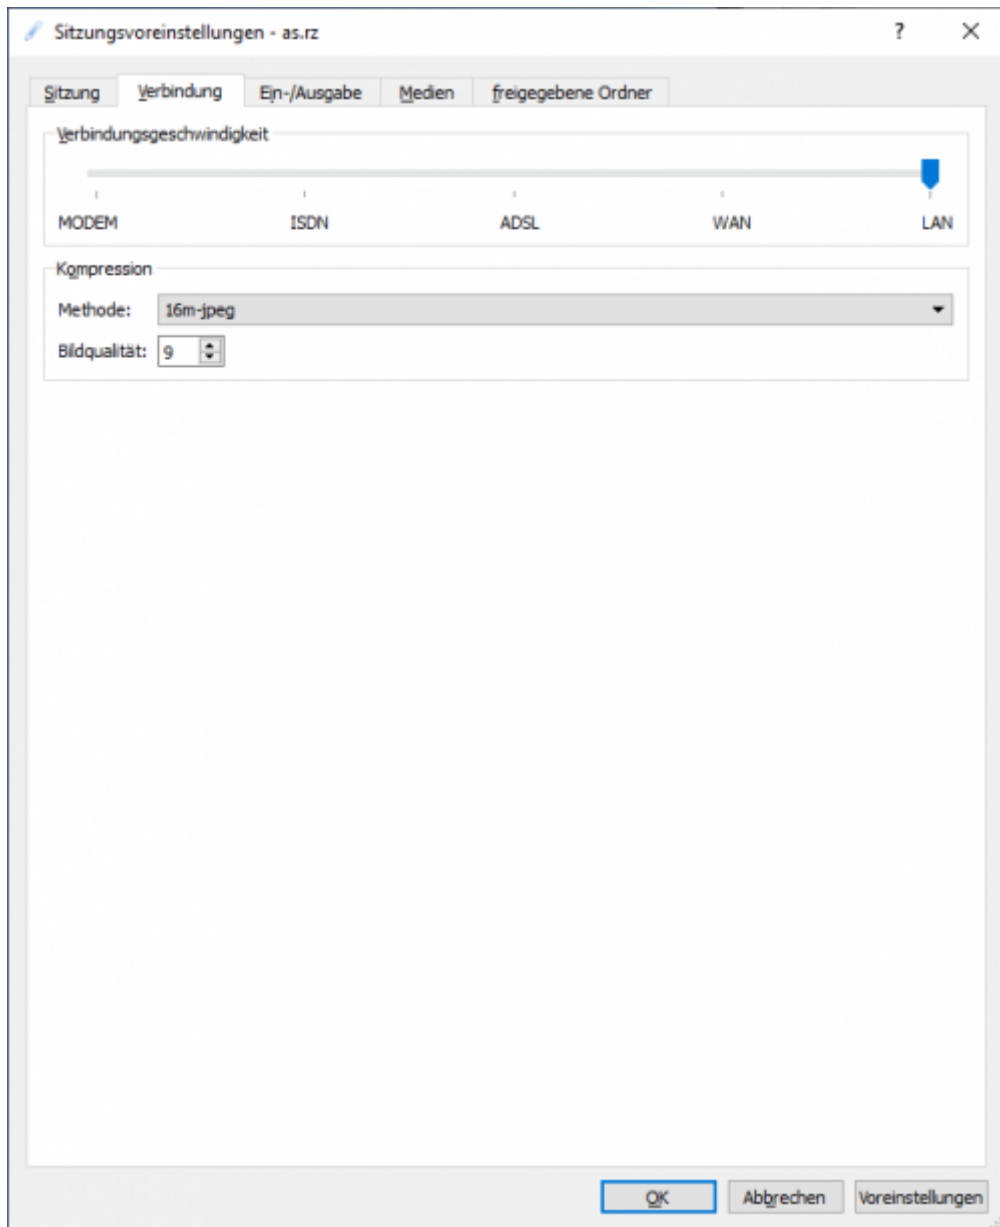 Sitzungsvoreinstellungen - as.rz ?
Sitzung Verbindung Ein-/Ausgabe Medien freigegebene Ordner
Verbindungsgeschwindigkeit
MODEM ISDN ADSL WAN LAN
Kompression
Methode: 16m-jpeg
Bildqualität: 9
OK Abbrechen Voreinstellungen